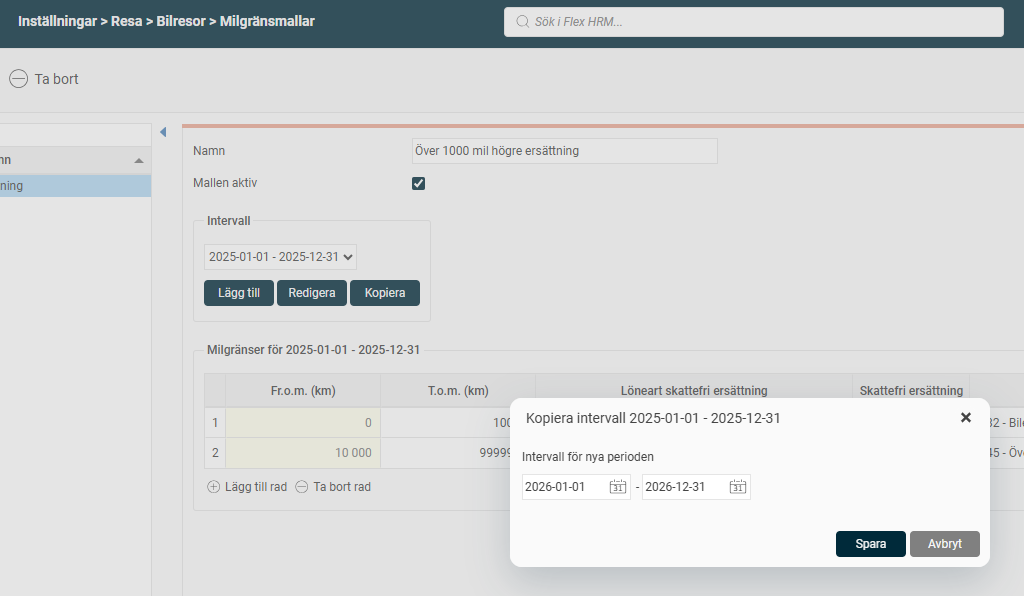 Inställningar > Resa > Bilresor > Milgränsmallar
Sök i Flex HRM...
Ta bort
Namn
Över 1000 mil högre ersättning
Mallen aktiv
Intervall
2025-01-01 - 2025-12-31
Lägg till
Redigera
Kopiera
Milgränser för 2025-01-01 - 2025-12-31
Fr.o.m. (km)
T.o.m. (km)
Löneart skattefri ersättning
Skattefri ersättning
1
0
2
10 000
Lägg till rad
Ta bort rad
Kopiera intervall 2025-01-01 - 2025-12-31
Intervall för nya perioden
2026-01-01
31
-
2026-12-31
31
Spara
Avbryt